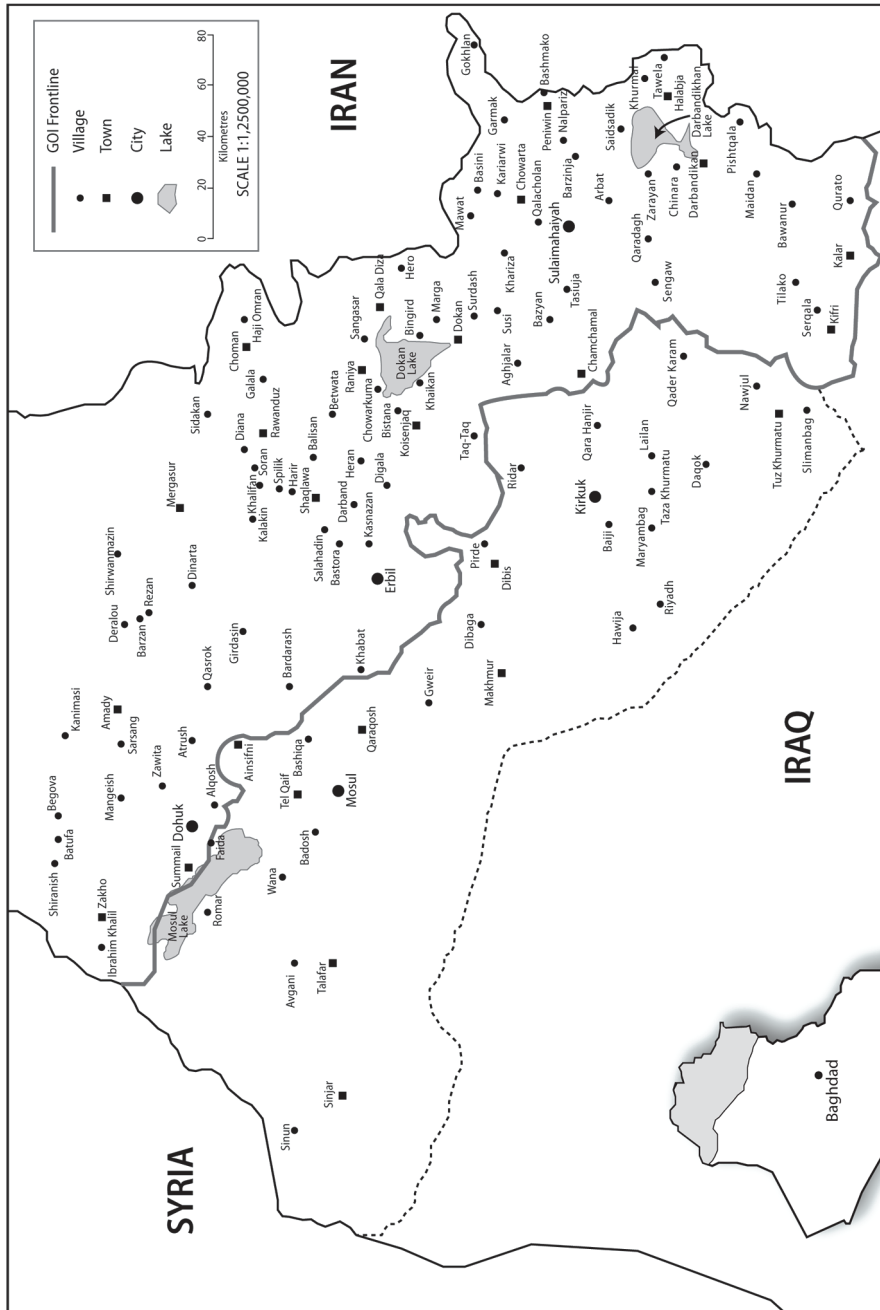 GOI Frontline
Village
Town
City
Lake
Kilometres
0 20 40 60 80
SCALE 1:1,2500,000
SYRIA
IRAN
IRAQ
Baghdad
Shiranish
Batufa
Begova
Kanimasi
Zakho
Ibrahim Khalil
Mangeish
Sarsang
Amady
Deralou
Barzan
Rezan
Shirwanmazin
Zawita
Atrush
Summail
Dohuk
Faida
Alqosh
Mosul
Lake
Romar
Ainsifni
Qasrok
Girdasin
Dinarta
Mergasur
Sidakan
Wana
Badosh
Tel Qaif
Bashiqa
Mosul
Bardarash
Qaraqosh
Khabat
Avgani
Talafar
Sinjar
Sinun
Diana
Galala
Choman
Haji Omran
Khalifan
Soran
Rawanduz
Kalakin
Spilik
Harir
Shaqlawa
Balisan
Betwata
Salahadin
Bastora
Darband
Heran
Kasnazan
Digala
Erbil
Sangasar
Raniya
Chowarkuma
Bistana
Koisenjaq
Khaikan
Dokan
Lake
Bingird
Marga
Qala Diza
Hero
Dokan
Surdash
Gweir
Makhmur
Dibaga
Pirde
Dibis
Taq-Taq
Ridar
Aghjalar
Susi
Khariza
Mawat
Basini
Kariarwi
Garmak
Gokhlan
Chowarta
Qalacholan
Bashmako
Peniwin
Nalpariz
Barzinja
Sulaimahaiyah
Bazyan
Tasiuja
Chamchamal
Arbat
Saidsadik
Khurmal
Tawela
Halabja
Darbandikhan
Lake
Qaradagh
Zarayan
Chinara
Darbandikan
Sengaw
Qara Hanjir
Kirkuk
Baiji
Lailan
Taza Khurmatu
Maryambag
Riyadh
Hawija
Daqok
Qader Karam
Nawjul
Tuz Khurmatu
Slimanbag
Pishtqala
Maidan
Bawanur
Tilako
Serqala
Kifri
Kalar
Qurato